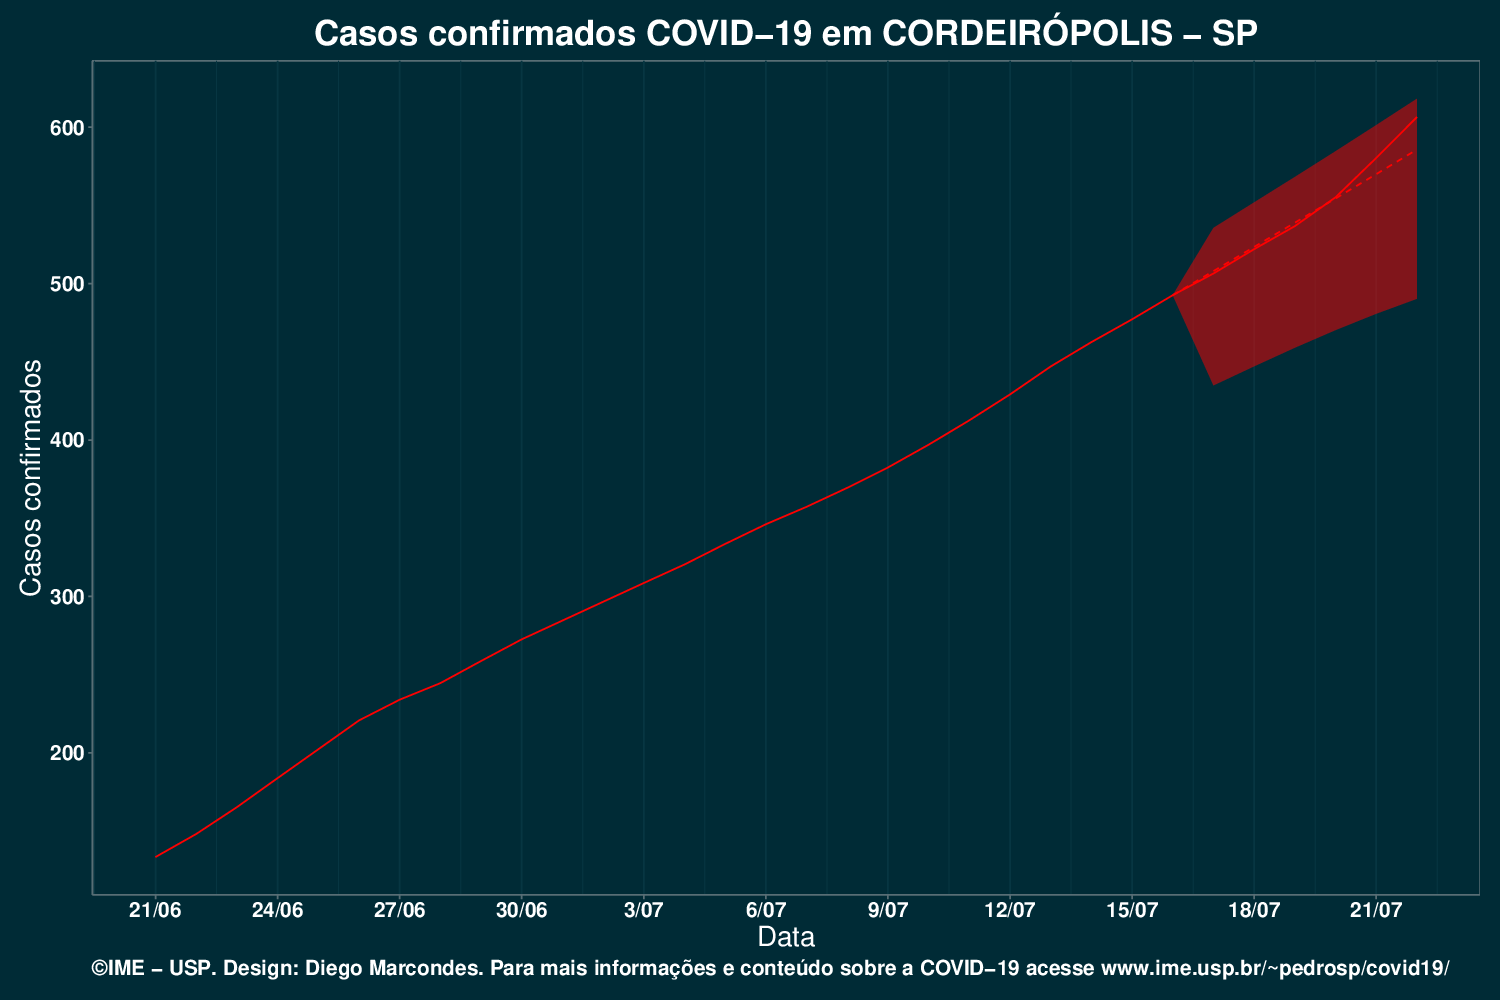 Casos confirmados COVID−19 em CORDEIRÓPOLIS − SP
Casos confirmados
600
500
400
300
200
21/06 24/06 27/06 30/06 3/07 6/07 9/07 12/07 15/07 18/07 21/07
Data
©IME − USP. Design: Diego Marcondes. Para mais informações e conteúdo sobre a COVID−19 acesse www.ime.usp.br/~pedrosp/covid19/